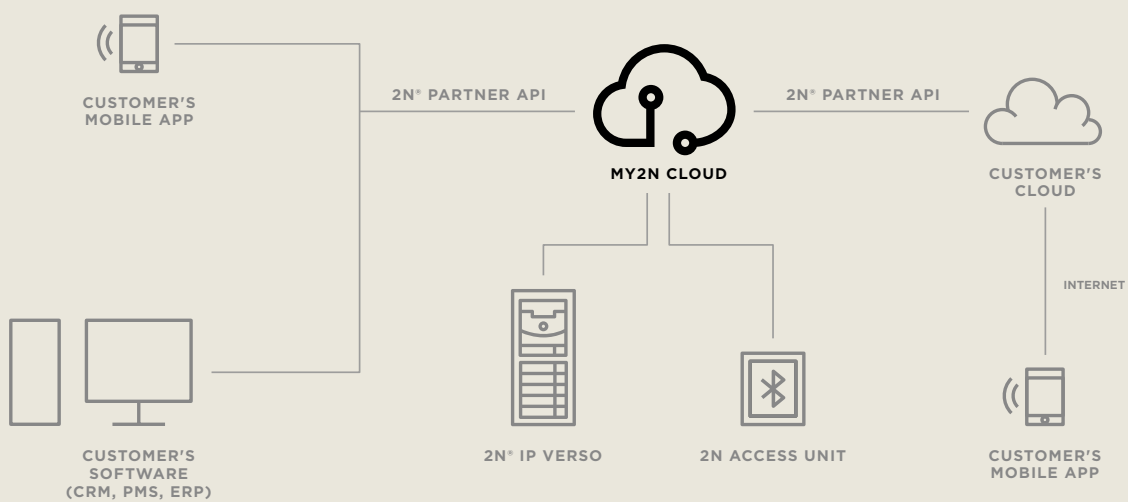 CUSTOMER'S
MOBILE APP
2N® PARTNER API
MY2N CLOUD
2N® PARTNER API
CUSTOMER'S
CLOUD
INTERNET
CUSTOMER'S
SOFTWARE
(CRM, PMS, ERP)
2N® IP VERSO
2N ACCESS UNIT
CUSTOMER'S
MOBILE APP